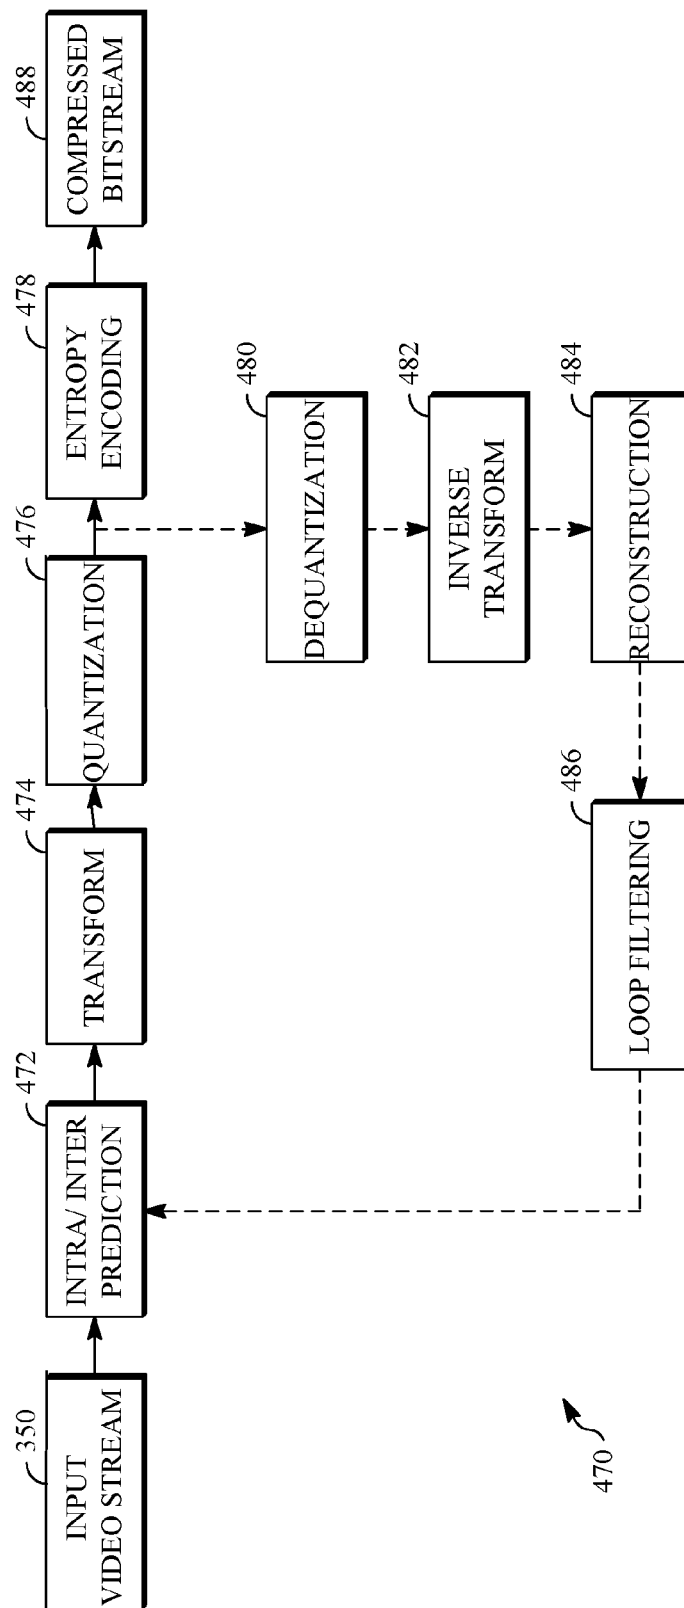 350
INPUT
VIDEO STREAM
472
INTRA/ INTER
PREDICTION
474
TRANSFORM
476
QUANTIZATION
478
ENTROPY
ENCODING
488
COMPRESSED
BITSTREAM
480
DEQUANTIZATION
482
INVERSE
TRANSFORM
484
RECONSTRUCTION
486
LOOP FILTERING
470